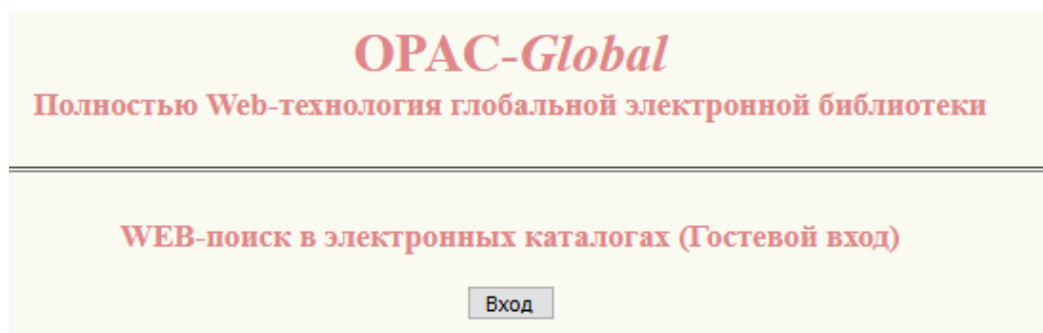 OPAC-Global
Полностью Web-технология глобальной электронной библиотеки
WEB-поиск в электронных каталогах (Гостевой вход)
Вход